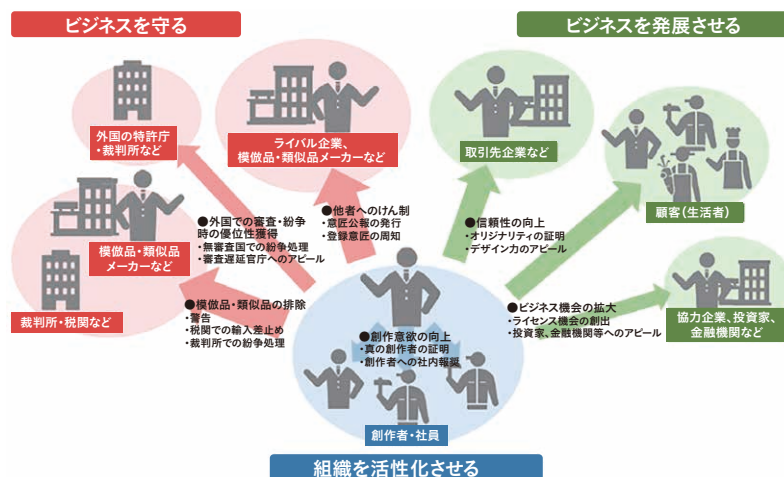 ビジネスを守る
ビジネスを発展させる
外国の特許庁
・裁判所など
ライバル企業、
模倣品・類似品メーカーなど
取引先企業など
顧客（生活者）
模倣品・類似品
メーカーなど
裁判所・税関など
協力企業、投資家、
金融機関など
●外国での審査・紛争
時の優位性獲得
・無審査国での紛争処理
・審査遅延官庁へのアピール
●他者へのけん制
・意匠公報の発行
・登録意匠の周知
●信頼性の向上
・オリジナリティの証明
・デザイン力のアピール
●模倣品・類似品の排除
・警告
・税関での輸入差止め
・裁判所での紛争処理
●創作意欲の向上
・真の創作者の証明
・創作者への社内報奨
●ビジネス機会の拡大
・ライセンス機会の創出
・投資家、金融機関等へのアピール
創作者・社員
組織を活性化させる